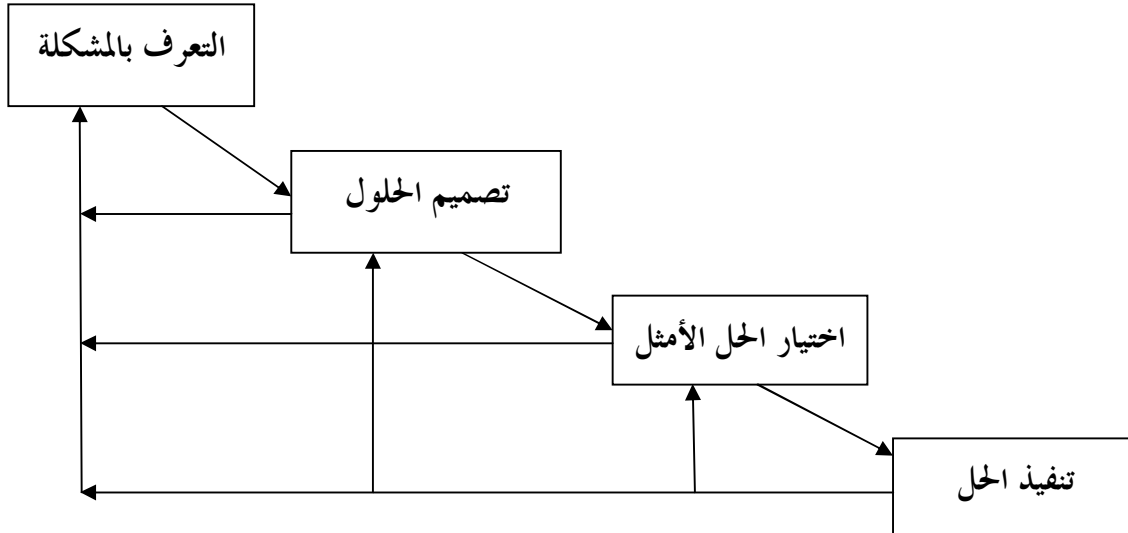 التعرف بالمشكلة
تصميم الحلول
اختيار الحل الأمثل
تنفيذ الحل